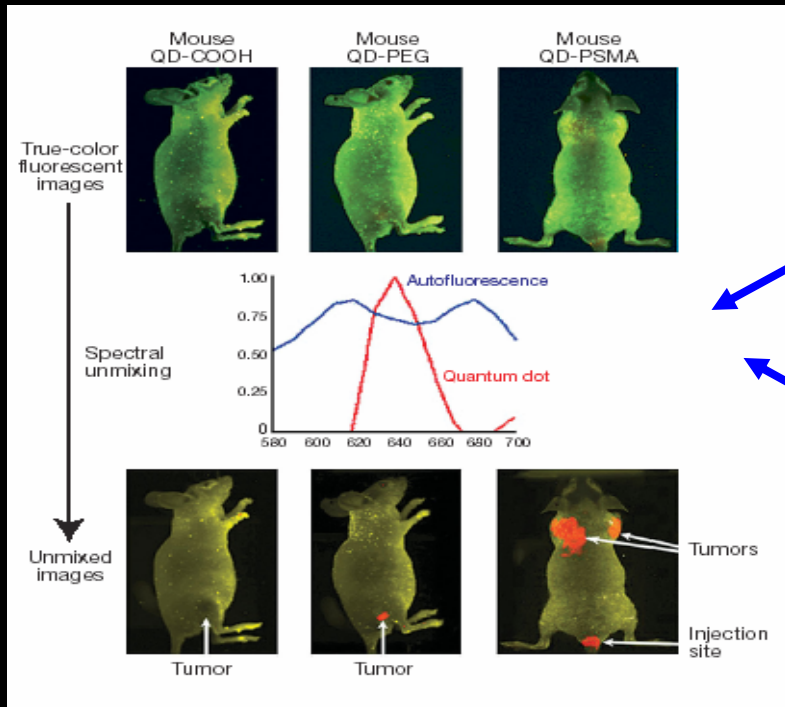 Mouse
QD-COOH
Mouse
QD-PEG
Mouse
QD-PSMA
True-color
fluorescent
images
Spectral
unmixing
1.00
0.75
0.50
0.25
0
Autofluorescence
Quantum dot
580 600 620 640 660 680 700
Unmixed
images
Tumor
Tumor
Tumors
Injection
site